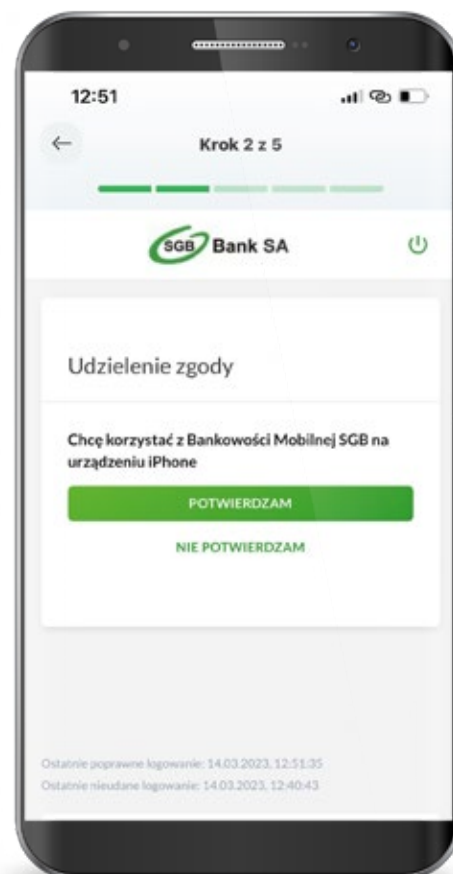 12:51
Krok 2 z 5
SGB Bank SA
Udzielenie zgody
Chcę korzystać z Bankowości Mobilnej SGB na
urządzeniu iPhone
POTWIERDZAM
NIE POTWIERDZAM
Ostatnie poprawne logowanie: 14.03.2023, 12:51:35
Ostatnie nieudane logowanie: 14.03.2023, 12:40:43